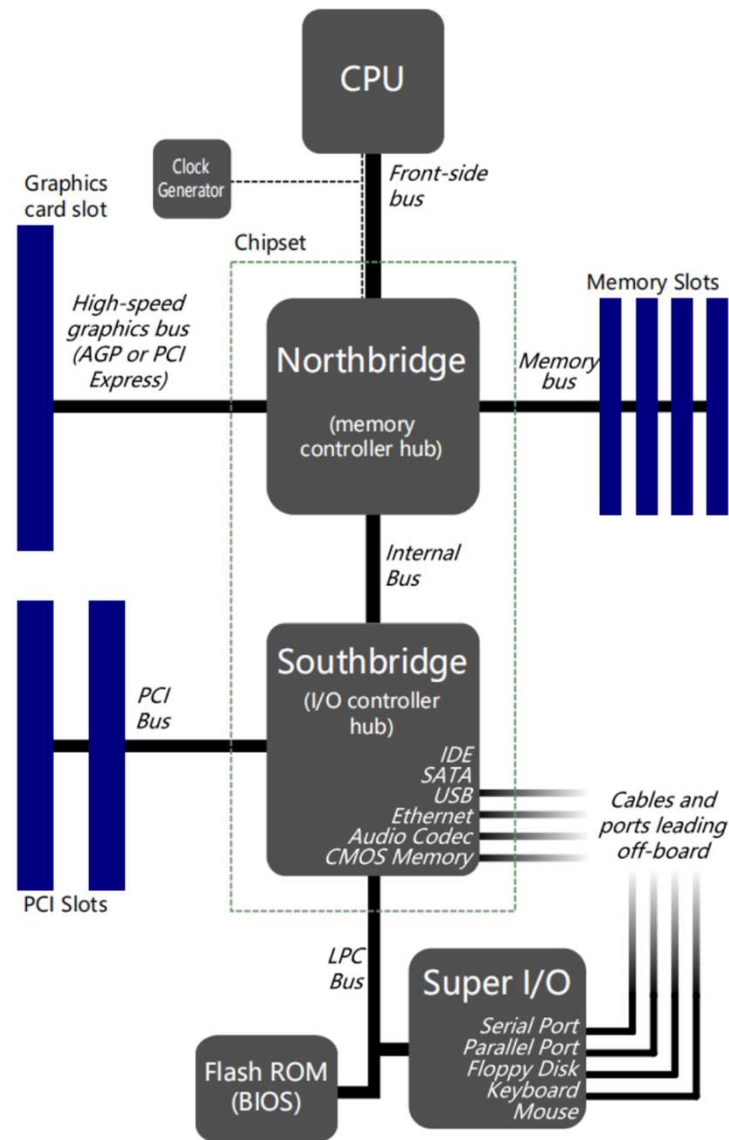 CPU
Clock
Generator
Front-side
bus
Graphics
card slot
Chipset
High-speed
graphics bus
(AGP or PCI
Express)
Northbridge
(memory
controller hub)
Memory
bus
Memory Slots
Internal
Bus
Southbridge
(I/O controller
hub)
PCI
Bus
IDE
SATA
USB
Ethernet
Audio Codec
CMOS Memory
Cables and
ports leading
off-board
PCI Slots
LPC
Bus
Super I/O
Serial Port
Parallel Port
Floppy Disk
Keyboard
Mouse
Flash ROM
(BIOS)